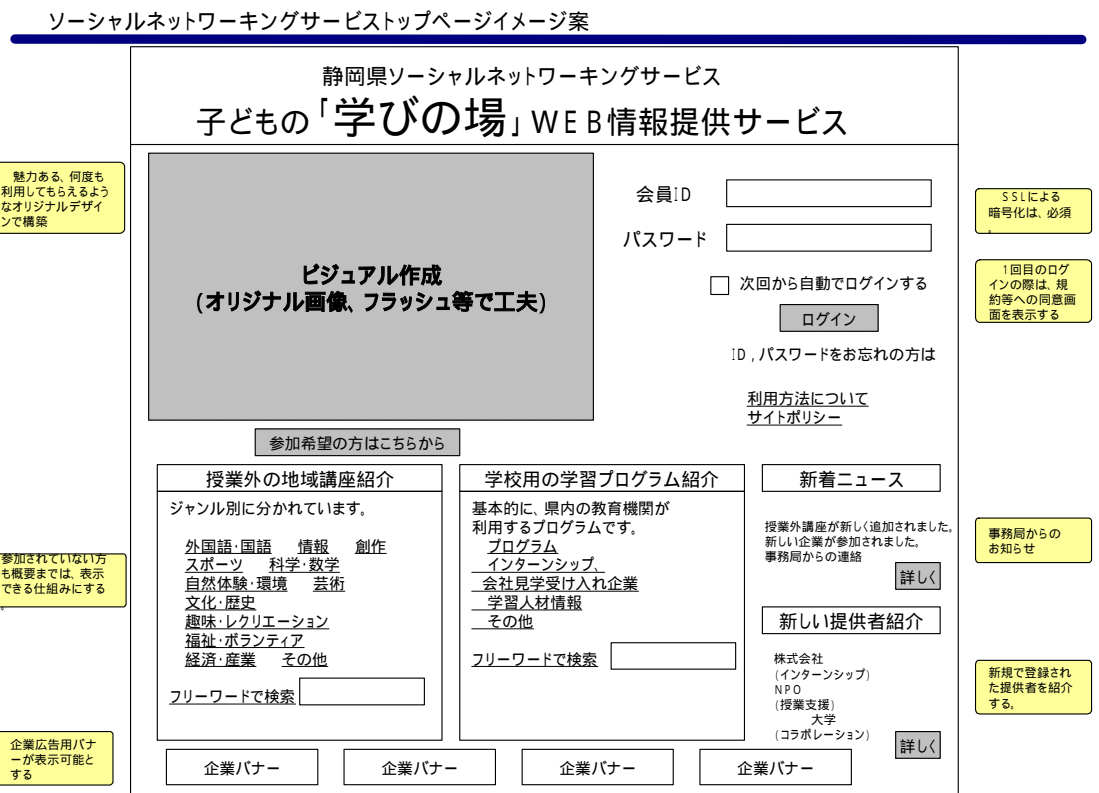 ソーシャルネットワーキングサービストップページイメージ案
静岡県ソーシャルネットワーキングサービス
子どもの「学びの場」WEB情報提供サービス
魅力ある、何度も
利用してもらえるよう
なオリジナルデザイ
ンで構築
ビジュアル作成
(オリジナル画像、フラッシュ等で工夫)
会員ID
パスワード
次回から自動でログインする
ログイン
ID,パスワードをお忘れの方は
利用方法について
サイトポリシー
SSLによる
暗号化は、必須
。
1回目のログ
インの際は、規
約等への同意画
面を表示する
参加希望の方はこちらから
授業外の地域講座紹介
ジャンル別に分かれています。
外国語・国語 情報 創作
スポーツ 科学・数学
自然体験・環境 芸術
文化・歴史
趣味・レクリエーション
福祉・ボランティア
経済・産業 その他
フリーワードで検索
学校用の学習プログラム紹介
基本的に、県内の教育機関が
利用するプログラムです。
プログラム
インターンシップ、
会社見学受け入れ企業
学習人材情報
その他
フリーワードで検索
新着ニュース
授業外講座が新しく追加されました。
新しい企業が参加されました。
事務局からの連絡
詳しく
新しい提供者紹介
株式会社
(インターンシップ)
NPO
(授業支援)
大学
(コラボレーション)
詳しく
参加されていない方
も概要までは、表示
できる仕組みにする
。
事務局からの
お知らせ
新規で登録され
た提供者を紹介
する。
企業広告用バナ
ーが表示可能と
する
企業バナー 企業バナー 企業バナー 企業バナー